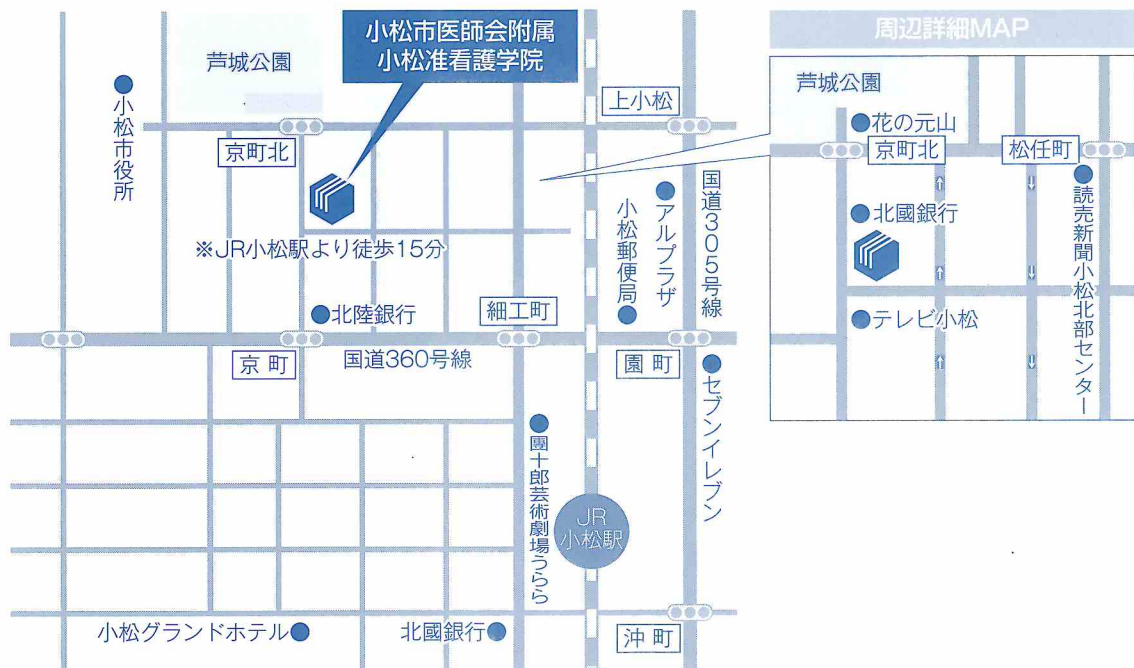 小松市医師会附属
小松准看護学院
芦城公園
小松市役所
京町北
上小松
※JR小松駅より徒歩15分
北陸銀行
細工町
小松郵便局
アルプラザ
国道305号線
京町
国道360号線
園町
セブンイレブン
團十郎芸術劇場うらら
JR
小松駅
小松グランドホテル
北國銀行
沖町
周辺詳細MAP
芦城公園
花の元山
京町北
松任町
北國銀行
読売新聞小松北部センター
テレビ小松